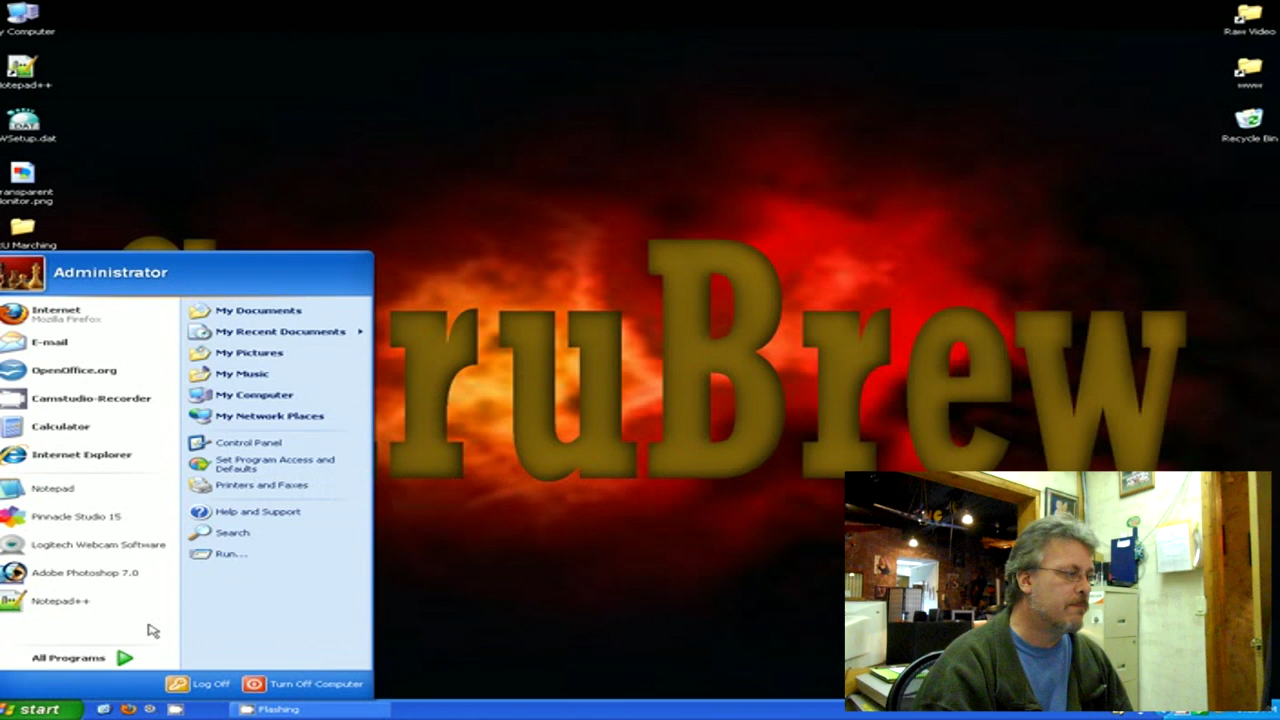 y Computer
Raw Video
otepad++
www
WSetup.dat
Recycle Bin
ransparent
onitor.png
U Marching
ruBrew
Administrator
Internet
Mozilla Firefox
E-mail
OpenOffice.org
Camstudio-Recorder
Calculator
Internet Explorer
Notepad
Pinnacle Studio 15
Logitech Webcam Software
Adobe Photoshop 7.0
Notepad++
All Programs
My Documents
My Recent Documents
My Pictures
My Music
My Computer
My Network Places
Control Panel
Set Program Access and
Defaults
Printers and Faxes
Help and Support
Search
Run...
Log Off
Turn Off Computer
start
Flashing